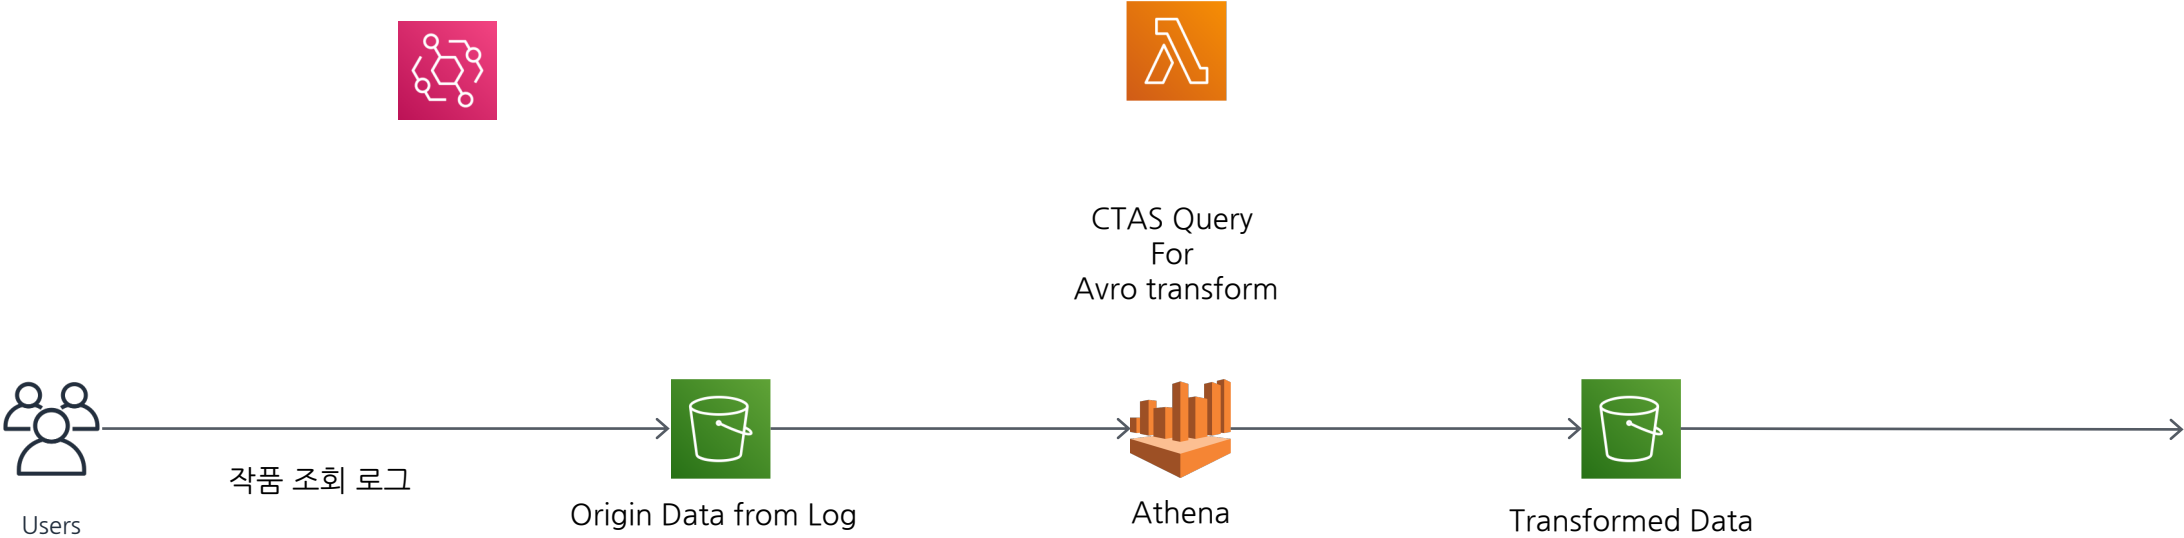 CTAS Query
For
Avro transform
작품 조회 로그
Users
Origin Data from Log
Athena
Transformed Data